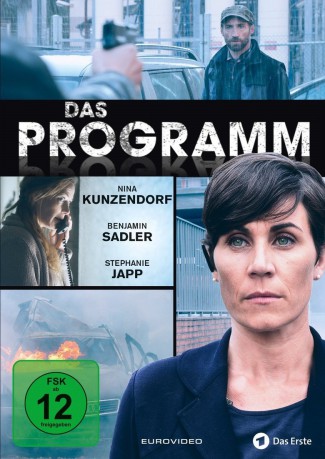 DAS
PROGRAMM
NINA
KUNZENDORF
BENJAMIN
SADLER
STEPHANIE
JAPP
FSK
ab
12
freigegeben
EUROVIDEO
Das Erste